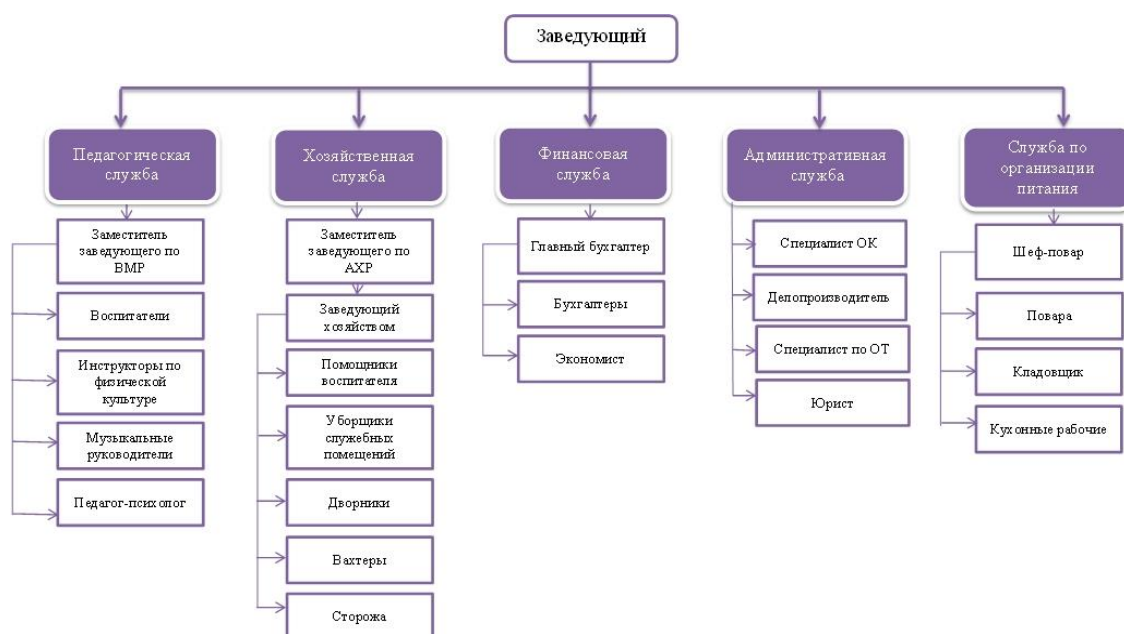 Заведующий
Педагогическая
служба
Заместитель
заведующего по
ВМР
Воспитатели
Инструкторы по
физической
культуре
Музыкальные
руководители
Педагог-психолог
Хозяйственная
служба
Заместитель
заведующего по
АХР
Заведующий
хозяйством
Помощники
воспитателя
Уборщики
служебных
помещений
Дворники
Вахтеры
Сторожа
Финансовая
служба
Главный бухгалтер
Бухгалтеры
Экономист
Административная
служба
Специалист ОК
Делопроизводитель
Специалист по ОТ
Юрист
Служба по
организации
питания
Шеф-повар
Повара
Кладовщик
Кухонные рабочие